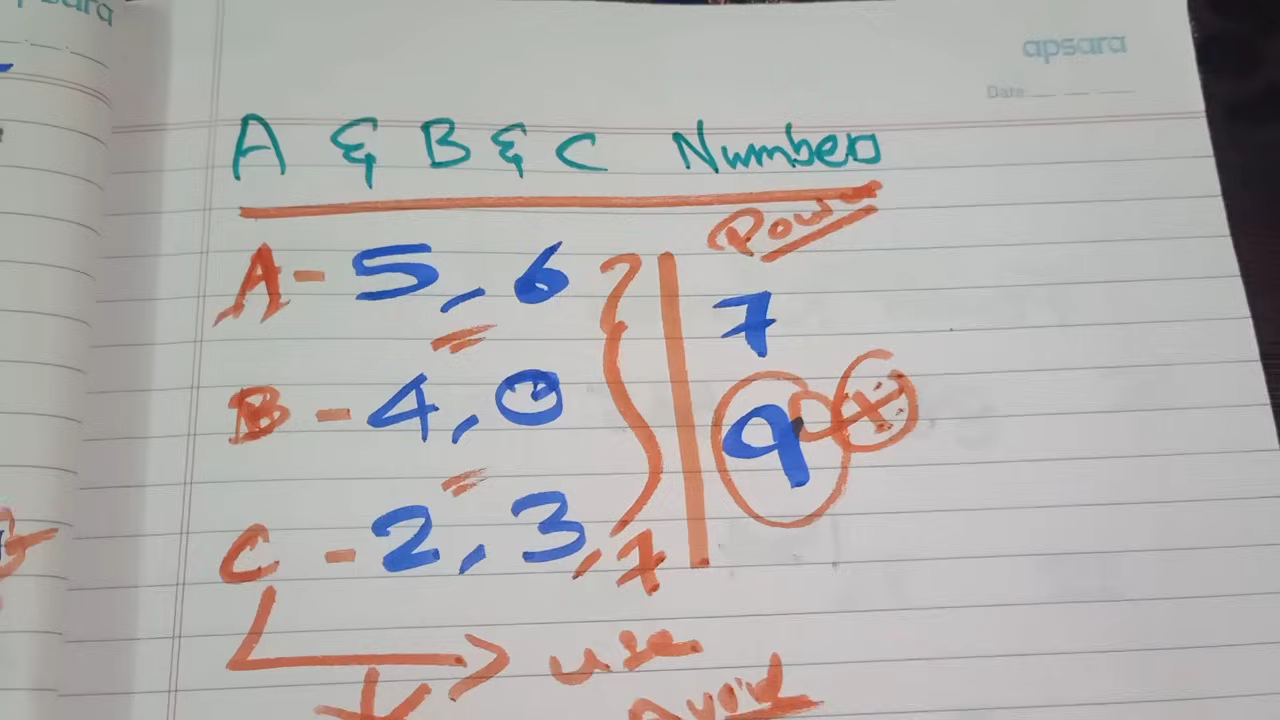 apsara
Date
A & B & C Numbers
Power
A - 5, 6
7
B - 4, 0
9
C - 2, 3, 7
use
Avoid